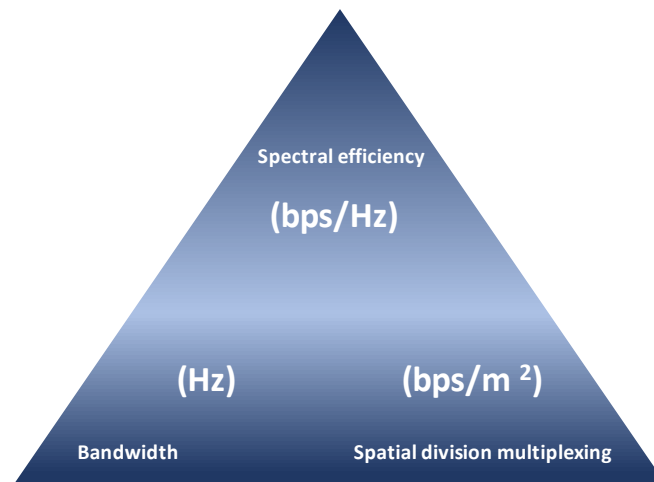 Spectral efficiency
(bps/Hz)
(Hz)
(bps/m ²)
Bandwidth
Spatial division multiplexing